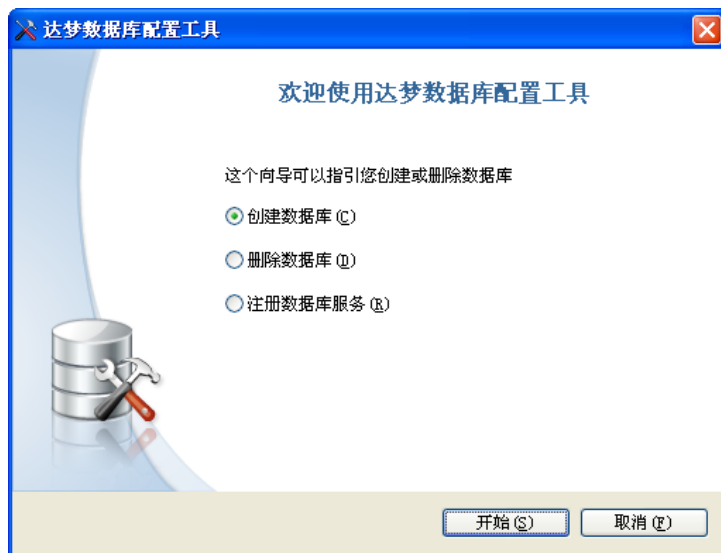 达梦数据库配置工具
欢迎使用达梦数据库配置工具
这个向导可以指引您创建或删除数据库
创建数据库(C)
删除数据库(D)
注册数据库服务(R)
开始(S)
取消(F)